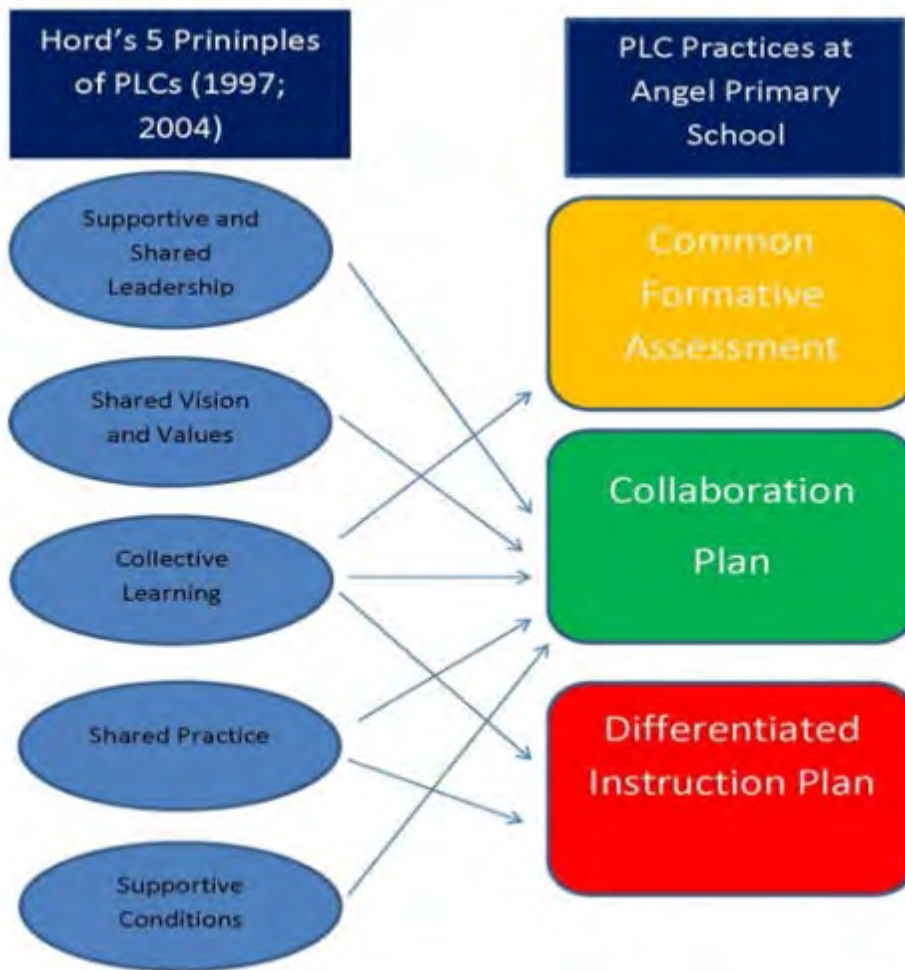 Hord's 5 Prininples
of PLCs (1997;
2004)
PLC Practices at
Angel Primary
School
Supportive and
Shared
Leadership
Common
Formative
Assessment
Shared Vision
and Values
Collaboration
Plan
Collective
Learning
Shared Practice
Differentiated
Instruction Plan
Supportive
Conditions